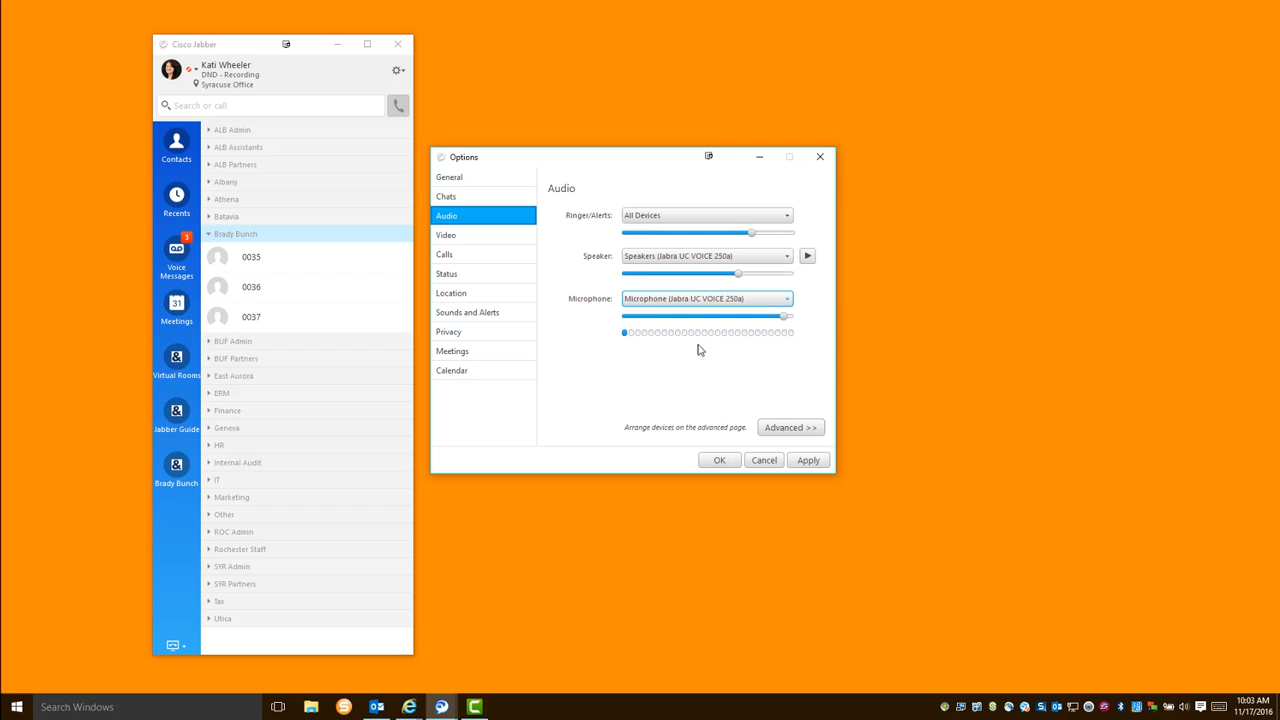 Cisco Jabber
Kati Wheeler
DND - Recording
Syracuse Office
Search or call
Contacts
Recents
3
Voice
Messages
31
Meetings
&
Virtual Rooms
&
Jabber Guide
&
Brady Bunch
ALB Admin
ALB Assistants
ALB Partners
Albany
Athena
Batavia
Brady Bunch
0035
0036
0037
BUF Admin
BUF Partners
East Aurora
ERM
Finance
Geneva
HR
Internal Audit
IT
Marketing
Other
ROC Admin
Rochester Staff
SYR Admin
SYR Partners
Tax
Utica
Options
General
Chats
Audio
Video
Calls
Status
Location
Sounds and Alerts
Privacy
Meetings
Calendar
Audio
Ringer/Alerts: All Devices
Speaker: Speakers (Jabra UC VOICE 250a)
Microphone: Microphone (Jabra UC VOICE 250a)
Arrange devices on the advanced page. Advanced >>
OK Cancel Apply
Search Windows
10:03 AM
11/17/2016